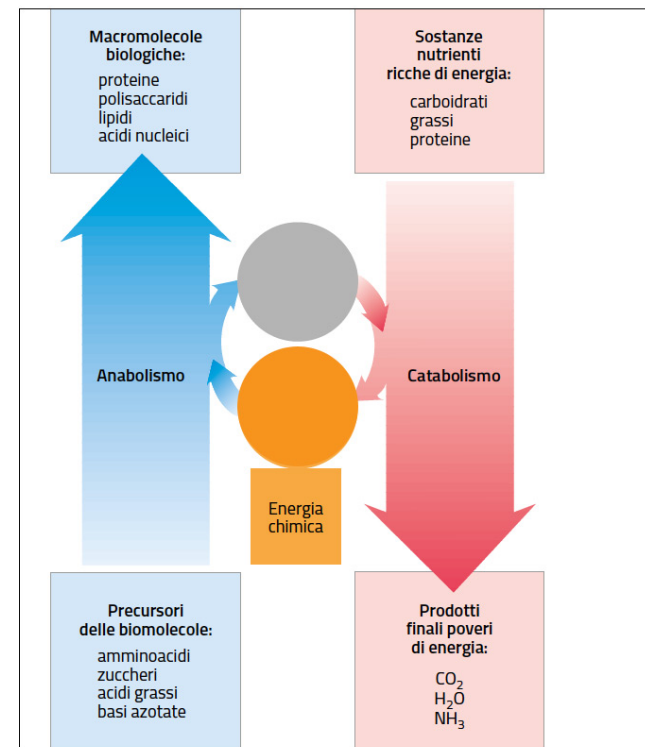 Macromolecole
biologiche:
proteine
polisaccaridi
lipidi
acidi nucleici
Sostanze
nutrienti
ricche di energia:
carboidrati
grassi
proteine
Anabolismo
Catabolismo
Energia
chimica
Precursori
delle biomolecole:
amminoacidi
zuccheri
acidi grassi
basi azotate
Prodotti
finali poveri
di energia:
CO₂
H₂O
NH₃